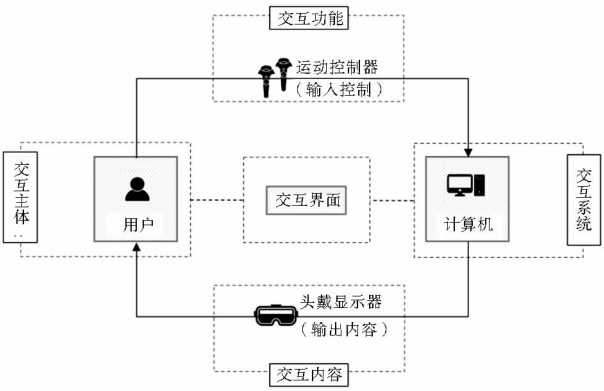 交互功能
运动控制器
（输入控制）
交互主体
用户
交互界面
计算机
交互系统
头戴显示器
（输出内容）
交互内容